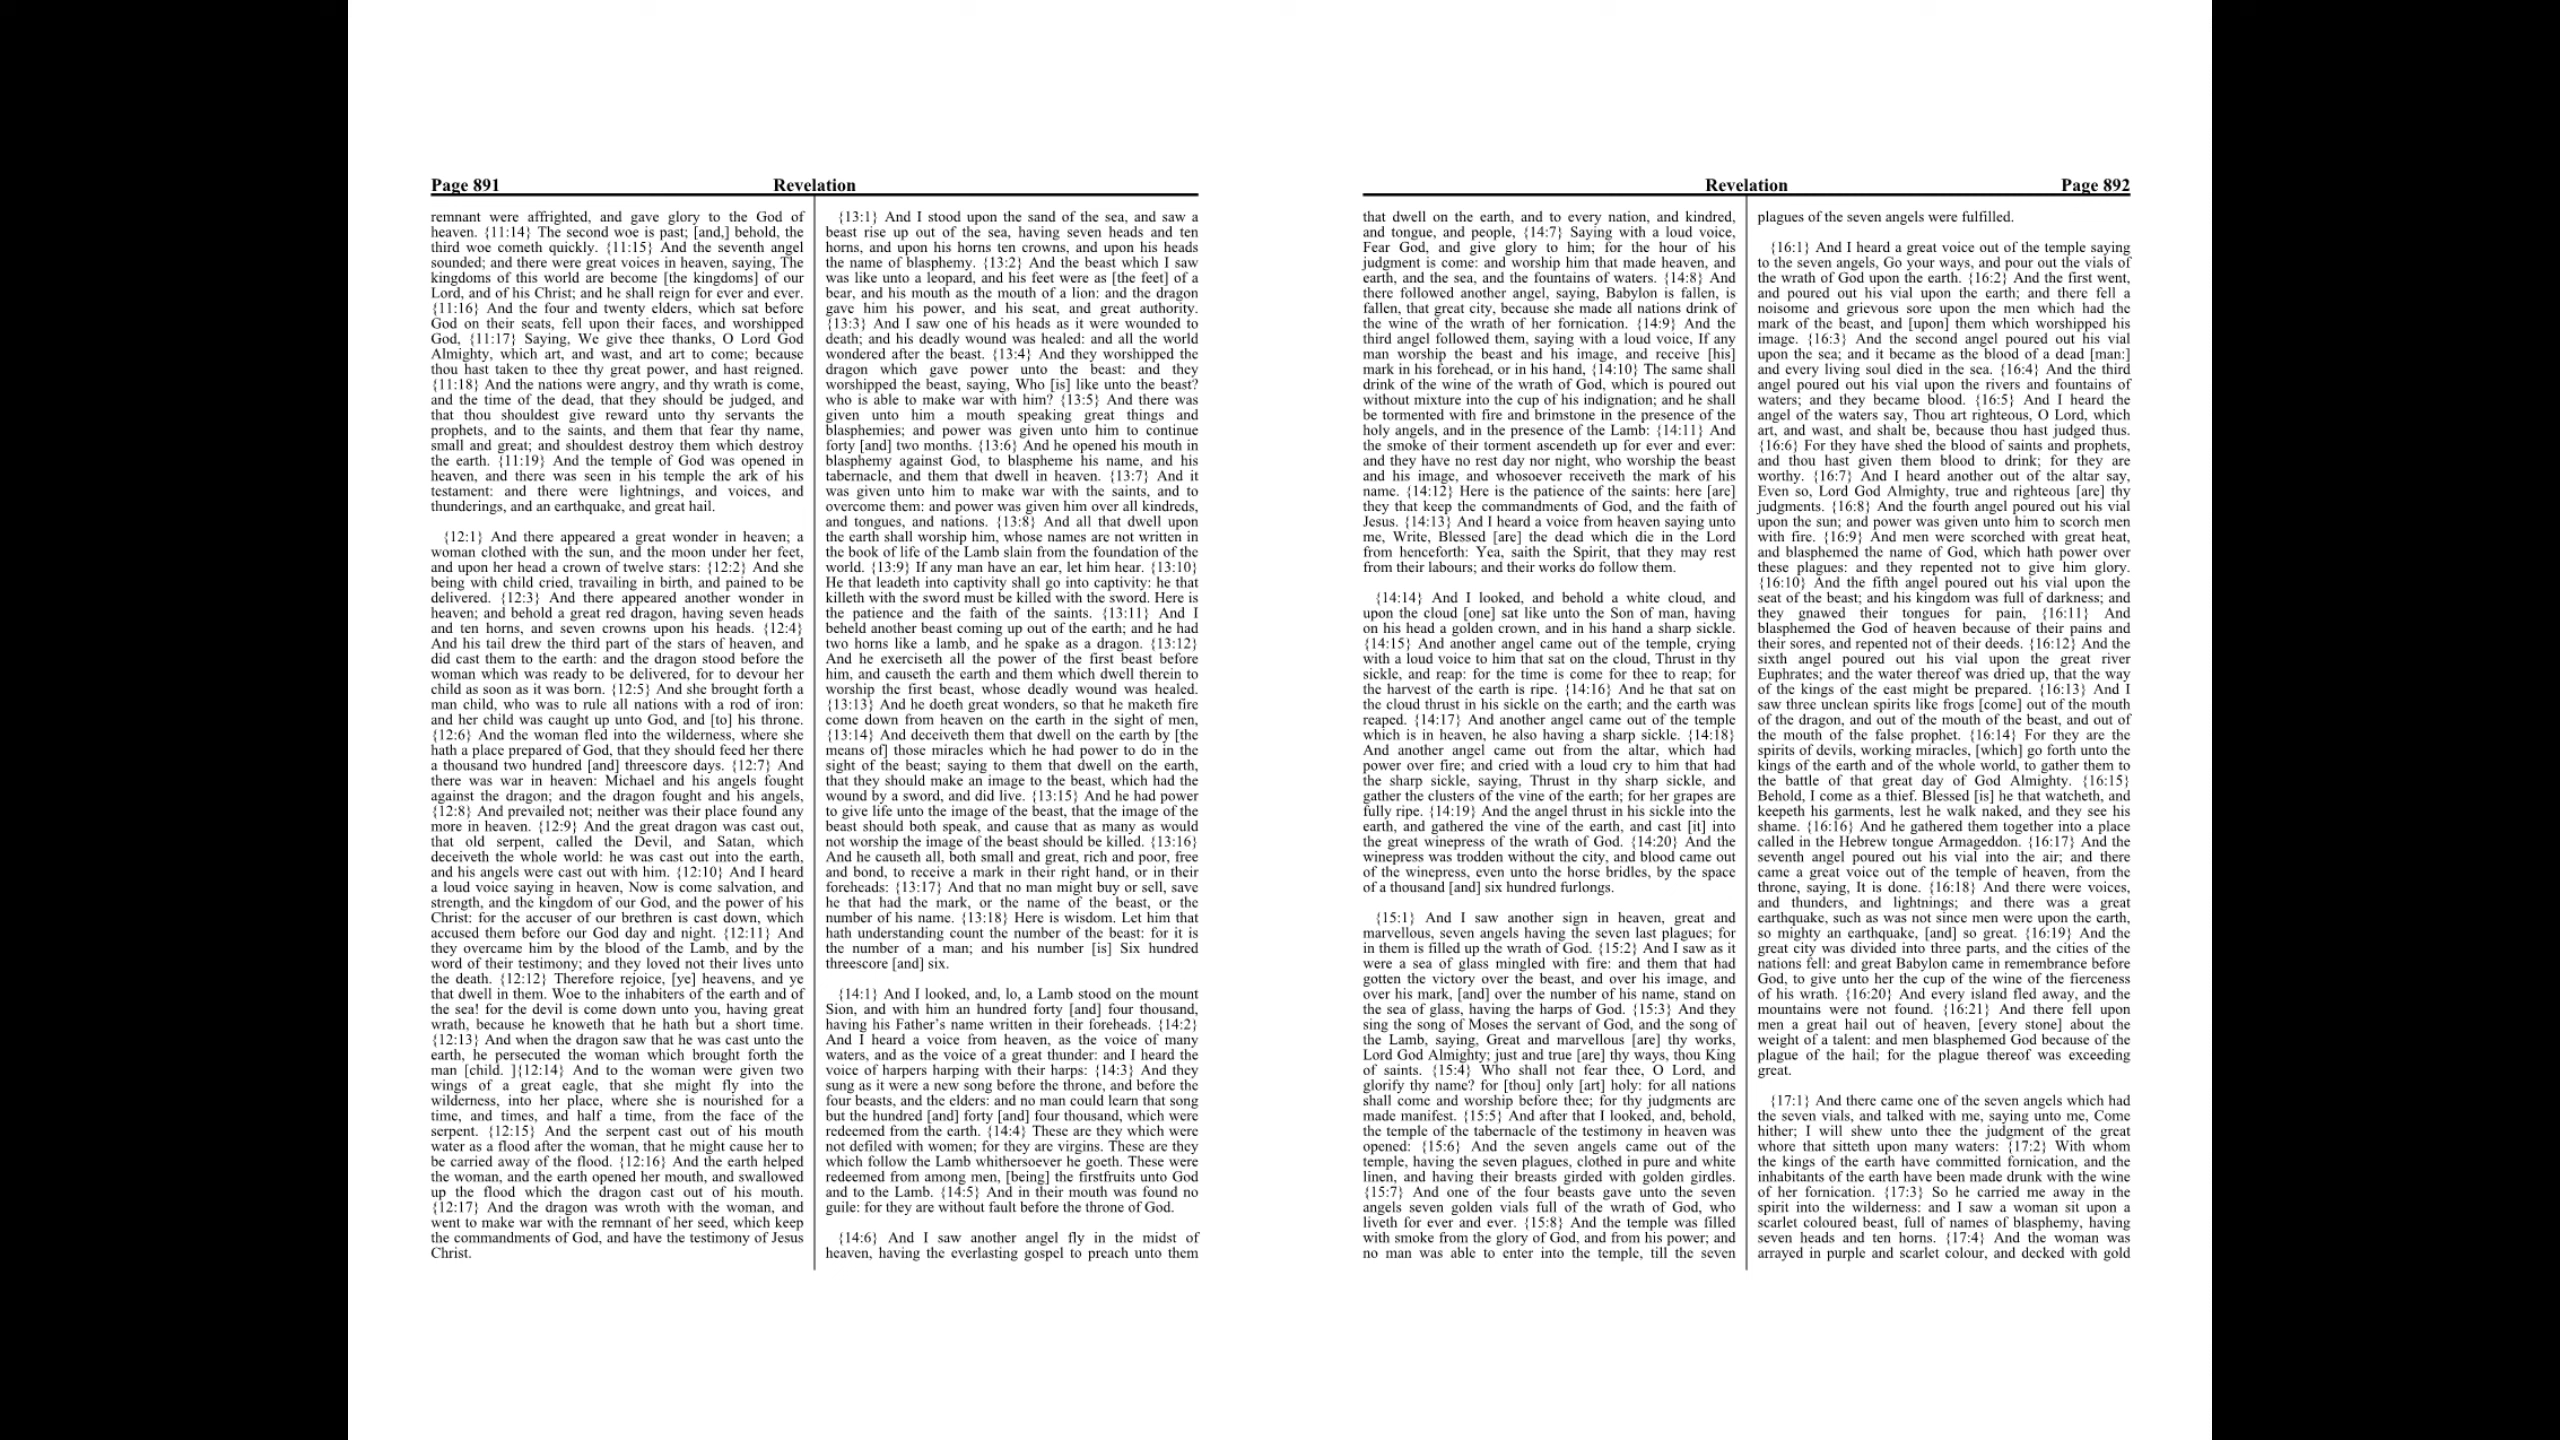 Page 891
Revelation
remnant were affrighted, and gave glory to the God of
heaven. {11:14} The second woe is past; [and,] behold, the
third woe cometh quickly. {11:15} And the seventh angel
sounded; and there were great voices in heaven, saying, The
kingdoms of this world are become [the kingdoms] of our
Lord, and of his Christ; and he shall reign for ever and ever.
{11:16} And the four and twenty elders, which sat before
God on their seats, fell upon their faces, and worshipped
God, {11:17} Saying, We give thee thanks, O Lord God
Almighty, which art, and wast, and art to come; because
thou hast taken to thee thy great power, and hast reigned.
{11:18} And the nations were angry, and thy wrath is come,
and the time of the dead, that they should be judged, and
that thou shouldest give reward unto thy servants the
prophets, and to the saints, and them that fear thy name,
small and great; and shouldest destroy them which destroy
the earth. {11:19} And the temple of God was opened in
heaven, and there was seen in his temple the ark of his
testament: and there were lightnings, and voices, and
thunderings, and an earthquake, and great hail.
{12:1} And there appeared a great wonder in heaven; a
woman clothed with the sun, and the moon under her feet,
and upon her head a crown of twelve stars: {12:2} And she
being with child cried, travailing in birth, and pained to be
delivered. {12:3} And there appeared another wonder in
heaven; and behold a great red dragon, having seven heads
and ten horns, and seven crowns upon his heads. {12:4}
And his tail drew the third part of the stars of heaven, and
did cast them to the earth: and the dragon stood before the
woman which was ready to be delivered, for to devour her
child as soon as it was born. {12:5} And she brought forth a
man child, who was to rule all nations with a rod of iron:
and her child was caught up unto God, and [to] his throne.
{12:6} And the woman fled into the wilderness, where she
hath a place prepared of God, that they should feed her there
a thousand two hundred [and] threescore days. {12:7} And
there was war in heaven: Michael and his angels fought
against the dragon; and the dragon fought and his angels,
{12:8} And prevailed not; neither was their place found any
more in heaven. {12:9} And the great dragon was cast out,
that old serpent, called the Devil, and Satan, which
deceiveth the whole world: he was cast out into the earth,
and his angels were cast out with him. {12:10} And I heard
a loud voice saying in heaven, Now is come salvation, and
strength, and the kingdom of our God, and the power of his
Christ: for the accuser of our brethren is cast down, which
accused them before our God day and night. {12:11} And
they overcame him by the blood of the Lamb, and by the
word of their testimony; and they loved not their lives unto
the death. {12:12} Therefore rejoice, [ye] heavens, and ye
that dwell in them. Woe to the inhabiters of the earth and of
the sea! for the devil is come down unto you, having great
wrath, because he knoweth that he hath but a short time.
{12:13} And when the dragon saw that he was cast unto the
earth, he persecuted the woman which brought forth the
man [child. ]{12:14} And to the woman were given two
wings of a great eagle, that she might fly into the
wilderness, into her place, where she is nourished for a
time, and times, and half a time, from the face of the
serpent. {12:15} And the serpent cast out of his mouth
water as a flood after the woman, that he might cause her to
be carried away of the flood. {12:16} And the earth helped
the woman, and the earth opened her mouth, and swallowed
up the flood which the dragon cast out of his mouth.
{12:17} And the dragon was wroth with the woman, and
went to make war with the remnant of her seed, which keep
the commandments of God, and have the testimony of Jesus
Christ.
{13:1} And I stood upon the sand of the sea, and saw a
beast rise up out of the sea, having seven heads and ten
horns, and upon his horns ten crowns, and upon his heads
the name of blasphemy. {13:2} And the beast which I saw
was like unto a leopard, and his feet were as [the feet] of a
bear, and his mouth as the mouth of a lion: and the dragon
gave him his power, and his seat, and great authority.
{13:3} And I saw one of his heads as it were wounded to
death; and his deadly wound was healed: and all the world
wondered after the beast. {13:4} And they worshipped the
dragon which gave power unto the beast: and they
worshipped the beast, saying, Who [is] like unto the beast?
who is able to make war with him? {13:5} And there was
given unto him a mouth speaking great things and
blasphemies; and power was given unto him to continue
forty [and] two months. {13:6} And he opened his mouth in
blasphemy against God, to blaspheme his name, and his
tabernacle, and them that dwell in heaven. {13:7} And it
was given unto him to make war with the saints, and to
overcome them: and power was given him over all kindreds,
and tongues, and nations. {13:8} And all that dwell upon
the earth shall worship him, whose names are not written in
the book of life of the Lamb slain from the foundation of the
world. {13:9} If any man have an ear, let him hear. {13:10}
He that leadeth into captivity shall go into captivity: he that
killeth with the sword must be killed with the sword. Here is
the patience and the faith of the saints. {13:11} And I
beheld another beast coming up out of the earth; and he had
two horns like a lamb, and he spake as a dragon. {13:12}
And he exerciseth all the power of the first beast before
him, and causeth the earth and them which dwell therein to
worship the first beast, whose deadly wound was healed.
{13:13} And he doeth great wonders, so that he maketh fire
come down from heaven on the earth in the sight of men,
{13:14} And deceiveth them that dwell on the earth by [the
means of] those miracles which he had power to do in the
sight of the beast; saying to them that dwell on the earth,
that they should make an image to the beast, which had the
wound by a sword, and did live. {13:15} And he had power
to give life unto the image of the beast, that the image of the
beast should both speak, and cause that as many as would
not worship the image of the beast should be killed. {13:16}
And he causeth all, both small and great, rich and poor, free
and bond, to receive a mark in their right hand, or in their
foreheads: {13:17} And that no man might buy or sell, save
he that had the mark, or the name of the beast, or the
number of his name. {13:18} Here is wisdom. Let him that
hath understanding count the number of the beast: for it is
the number of a man; and his number [is] Six hundred
threescore [and] six.
{14:1} And I looked, and, lo, a Lamb stood on the mount
Sion, and with him an hundred forty [and] four thousand,
having his Father's name written in their foreheads. {14:2}
And I heard a voice from heaven, as the voice of many
waters, and as the voice of a great thunder: and I heard the
voice of harpers harping with their harps: {14:3} And they
sung as it were a new song before the throne, and before the
four beasts, and the elders: and no man could learn that song
but the hundred [and] forty [and] four thousand, which were
redeemed from the earth. {14:4} These are they which were
not defiled with women; for they are virgins. These are they
which follow the Lamb whithersoever he goeth. These were
redeemed from among men, [being] the firstfruits unto God
and to the Lamb. {14:5} And in their mouth was found no
guile: for they are without fault before the throne of God.
{14:6} And I saw another angel fly in the midst of
heaven, having the everlasting gospel to preach unto them
Revelation
Page 892
that dwell on the earth, and to every nation, and kindred,
and tongue, and people, {14:7} Saying with a loud voice,
Fear God, and give glory to him; for the hour of his
judgment is come: and worship him that made heaven, and
earth, and the sea, and the fountains of waters. {14:8} And
there followed another angel, saying, Babylon is fallen, is
fallen, that great city, because she made all nations drink of
the wine of the wrath of her fornication. {14:9} And the
third angel followed them, saying with a loud voice, If any
man worship the beast and his image, and receive [his]
mark in his forehead, or in his hand, {14:10} The same shall
drink of the wine of the wrath of God, which is poured out
without mixture into the cup of his indignation; and he shall
be tormented with fire and brimstone in the presence of the
holy angels, and in the presence of the Lamb: {14:11} And
the smoke of their torment ascendeth up for ever and ever:
and they have no rest day nor night, who worship the beast
and his image, and whosoever receiveth the mark of his
name. {14:12} Here is the patience of the saints: here [are]
they that keep the commandments of God, and the faith of
Jesus. {14:13} And I heard a voice from heaven saying unto
me, Write, Blessed [are] the dead which die in the Lord
from henceforth: Yea, saith the Spirit, that they may rest
from their labours; and their works do follow them.
{14:14} And I looked, and behold a white cloud, and
upon the cloud [one] sat like unto the Son of man, having
on his head a golden crown, and in his hand a sharp sickle.
{14:15} And another angel came out of the temple, crying
with a loud voice to him that sat on the cloud, Thrust in thy
sickle, and reap: for the time is come for thee to reap; for
the harvest of the earth is ripe. {14:16} And he that sat on
the cloud thrust in his sickle on the earth; and the earth was
reaped. {14:17} And another angel came out of the temple
which is in heaven, he also having a sharp sickle. {14:18}
And another angel came out from the altar, which had
power over fire; and cried with a loud cry to him that had
the sharp sickle, saying, Thrust in thy sharp sickle, and
gather the clusters of the vine of the earth; for her grapes are
fully ripe. {14:19} And the angel thrust in his sickle into the
earth, and gathered the vine of the earth, and cast [it] into
the great winepress of the wrath of God. {14:20} And the
winepress was trodden without the city, and blood came out
of the winepress, even unto the horse bridles, by the space
of a thousand [and] six hundred furlongs.
{15:1} And I saw another sign in heaven, great and
marvellous, seven angels having the seven last plagues; for
in them is filled up the wrath of God. {15:2} And I saw as it
were a sea of glass mingled with fire: and them that had
gotten the victory over the beast, and over his image, and
over his mark, [and] over the number of his name, stand on
the sea of glass, having the harps of God. {15:3} And they
sing the song of Moses the servant of God, and the song of
the Lamb, saying, Great and marvellous [are] thy works,
Lord God Almighty; just and true [are] thy ways, thou King
of saints. {15:4} Who shall not fear thee, O Lord, and
glorify thy name? for [thou] only [art] holy: for all nations
shall come and worship before thee; for thy judgments are
made manifest. {15:5} And after that I looked, and, behold,
the temple of the tabernacle of the testimony in heaven was
opened: {15:6} And the seven angels came out of the
temple, having the seven plagues, clothed in pure and white
linen, and having their breasts girded with golden girdles.
{15:7} And one of the four beasts gave unto the seven
angels seven golden vials full of the wrath of God, who
liveth for ever and ever. {15:8} And the temple was filled
with smoke from the glory of God, and from his power; and
no man was able to enter into the temple, till the seven
plagues of the seven angels were fulfilled.
{16:1} And I heard a great voice out of the temple saying
to the seven angels, Go your ways, and pour out the vials of
the wrath of God upon the earth. {16:2} And the first went,
and poured out his vial upon the earth; and there fell a
noisome and grievous sore upon the men which had the
mark of the beast, and [upon] them which worshipped his
image. {16:3} And the second angel poured out his vial
upon the sea; and it became as the blood of a dead [man:]
and every living soul died in the sea. {16:4} And the third
angel poured out his vial upon the rivers and fountains of
waters; and they became blood. {16:5} And I heard the
angel of the waters say, Thou art righteous, O Lord, which
art, and wast, and shalt be, because thou hast judged thus.
{16:6} For they have shed the blood of saints and prophets,
and thou hast given them blood to drink; for they are
worthy. {16:7} And I heard another out of the altar say,
Even so, Lord God Almighty, true and righteous [are] thy
judgments. {16:8} And the fourth angel poured out his vial
upon the sun; and power was given unto him to scorch men
with fire. {16:9} And men were scorched with great heat,
and blasphemed the name of God, which hath power over
these plagues: and they repented not to give him glory.
{16:10} And the fifth angel poured out his vial upon the
seat of the beast; and his kingdom was full of darkness; and
they gnawed their tongues for pain, {16:11} And
blasphemed the God of heaven because of their pains and
their sores, and repented not of their deeds. {16:12} And the
sixth angel poured out his vial upon the great river
Euphrates; and the water thereof was dried up, that the way
of the kings of the east might be prepared. {16:13} And I
saw three unclean spirits like frogs [come] out of the mouth
of the dragon, and out of the mouth of the beast, and out of
the mouth of the false prophet. {16:14} For they are the
spirits of devils, working miracles, [which] go forth unto the
kings of the earth and of the whole world, to gather them to
the battle of that great day of God Almighty. {16:15}
Behold, I come as a thief. Blessed [is] he that watcheth, and
keepeth his garments, lest he walk naked, and they see his
shame. {16:16} And he gathered them together into a place
called in the Hebrew tongue Armageddon. {16:17} And the
seventh angel poured out his vial into the air; and there
came a great voice out of the temple of heaven, from the
throne, saying, It is done. {16:18} And there were voices,
and thunders, and lightnings; and there was a great
earthquake, such as was not since men were upon the earth,
so mighty an earthquake, [and] so great. {16:19} And the
great city was divided into three parts, and the cities of the
nations fell: and great Babylon came in remembrance before
God, to give unto her the cup of the wine of the fierceness
of his wrath. {16:20} And every island fled away, and the
mountains were not found. {16:21} And there fell upon
men a great hail out of heaven, [every stone] about the
weight of a talent: and men blasphemed God because of the
plague of the hail; for the plague thereof was exceeding
great.
{17:1} And there came one of the seven angels which had
the seven vials, and talked with me, saying unto me, Come
hither; I will shew unto thee the judgment of the great
whore that sitteth upon many waters: {17:2} With whom
the kings of the earth have committed fornication, and the
inhabitants of the earth have been made drunk with the wine
of her fornication. {17:3} So he carried me away in the
spirit into the wilderness: and I saw a woman sit upon a
scarlet coloured beast, full of names of blasphemy, having
seven heads and ten horns. {17:4} And the woman was
arrayed in purple and scarlet colour, and decked with gold